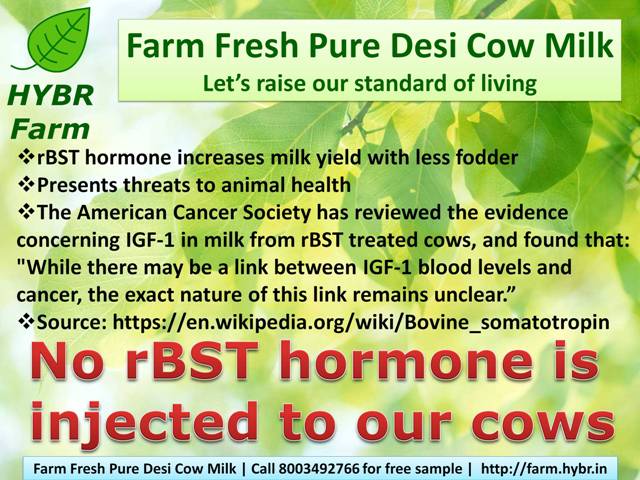 HYBR
Farm
Farm Fresh Pure Desi Cow Milk
Let’s raise our standard of living
❖rBST hormone increases milk yield with less fodder
❖Presents threats to animal health
❖The American Cancer Society has reviewed the evidence
concerning IGF-1 in milk from rBST treated cows, and found that:
"While there may be a link between IGF-1 blood levels and
cancer, the exact nature of this link remains unclear.”
❖Source: https://en.wikipedia.org/wiki/Bovine_somatotropin
No rBST hormone is
injected to our cows
Farm Fresh Pure Desi Cow Milk | Call 8003492766 for free sample | http://farm.hybr.in